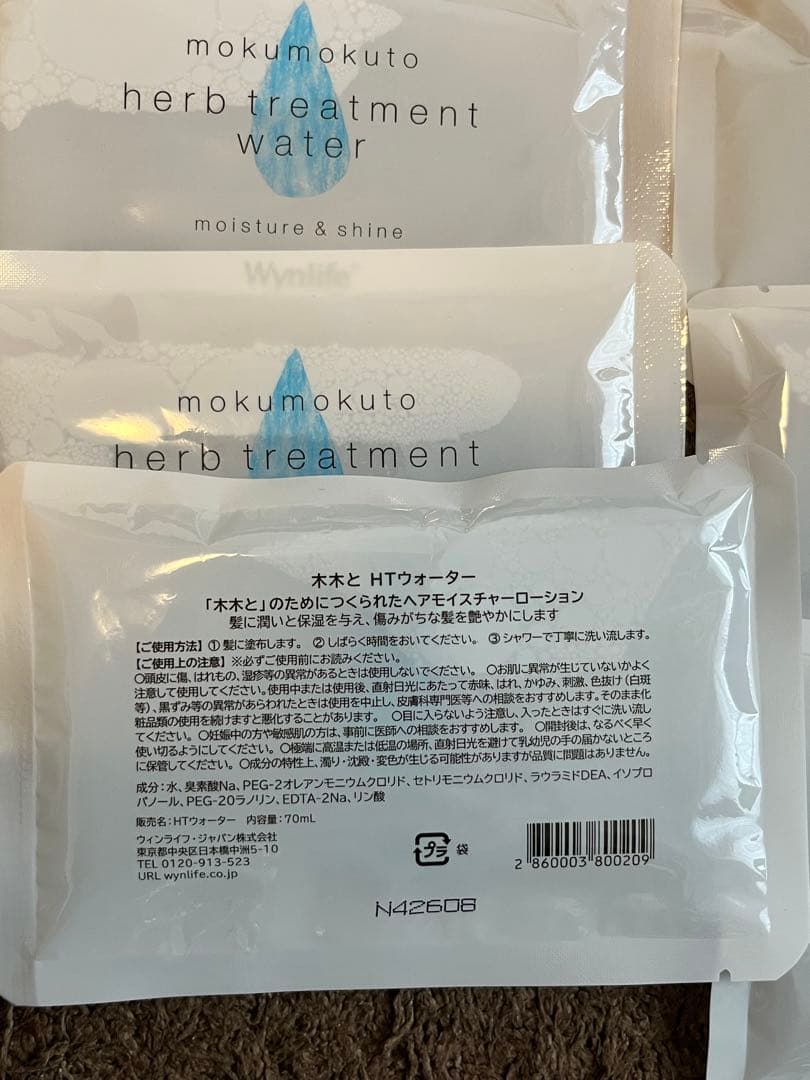 mokumokuto
herb treatment
water
moisture & shine
Wynlife
mokumokuto
herb treatment
木木と HTウォーター
「木木と」のためにつくられたヘアモイスチャーローション
髪に潤いと保湿を与え、傷みがちな髪を艶やかにします
【ご使用方法】① 髪に塗布します。 ② しばらく時間をおいてください。 ③ シャワーで丁寧に洗い流します。
【ご使用上の注意】※必ずご使用前にお読みください。
〇頭皮に傷、はれもの、湿疹等の異常があるときは使用しないでください。 〇お肌に異常が生じていないかよく
注意して使用してください。使用中または使用後、直射日光にあたって赤味、はれ、かゆみ、刺激、色抜け(白斑
等)、黒ずみ等の異常があらわれたときは使用を中止し、皮膚科専門医等への相談をおすすめします。そのまま化
粧品類の使用を続けますと悪化することがあります。 〇目に入らないよう注意し、入ったときはすぐに洗い流し
てください。 〇妊娠中の方や敏感肌の方は、事前に医師への相談をおすすめします。 〇開封後は、なるべく早く
使い切るようにしてください。 〇極端に高温または低温の場所、直射日光を避けて乳幼児の手の届かないところ
に保管してください。 〇成分の特性上、濁り・沈殿・変色が生じる可能性がありますが品質に問題はありません。
成分:水、臭素酸Na、PEG-2オレアンモニウムクロリド、セトリモニウムクロリド、ラウラミドDEA、イソプロ
パノール、PEG-20ラノリン、EDTA-2Na、リン酸
販売名:HTウォーター 内容量:70mL
ウィンライフ・ジャパン株式会社
東京都中央区日本橋中洲5-10
TEL 0120-913-523
URL wynlife.co.jp
プラ 袋
2 860003 800209
N42608